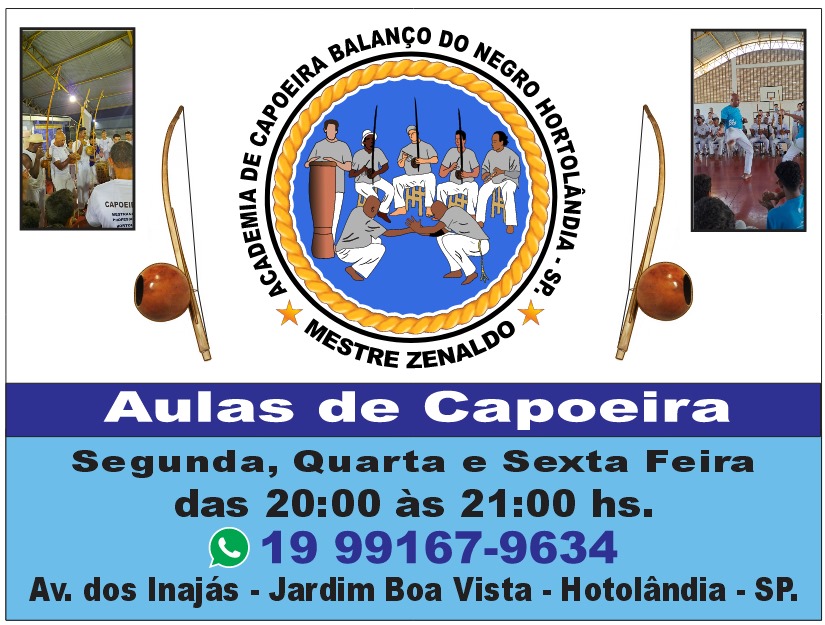 ACADEMIA DE CAPOEIRA BALANÇO DO NEGRO HORTOLÂNDIA - SP.
MESTRE ZENALDO
CAPOEIR
Aulas de Capoeira
Segunda, Quarta e Sexta Feira
das 20:00 às 21:00 hs.
19 99167-9634
Av. dos Inajás - Jardim Boa Vista - Hotolândia - SP.